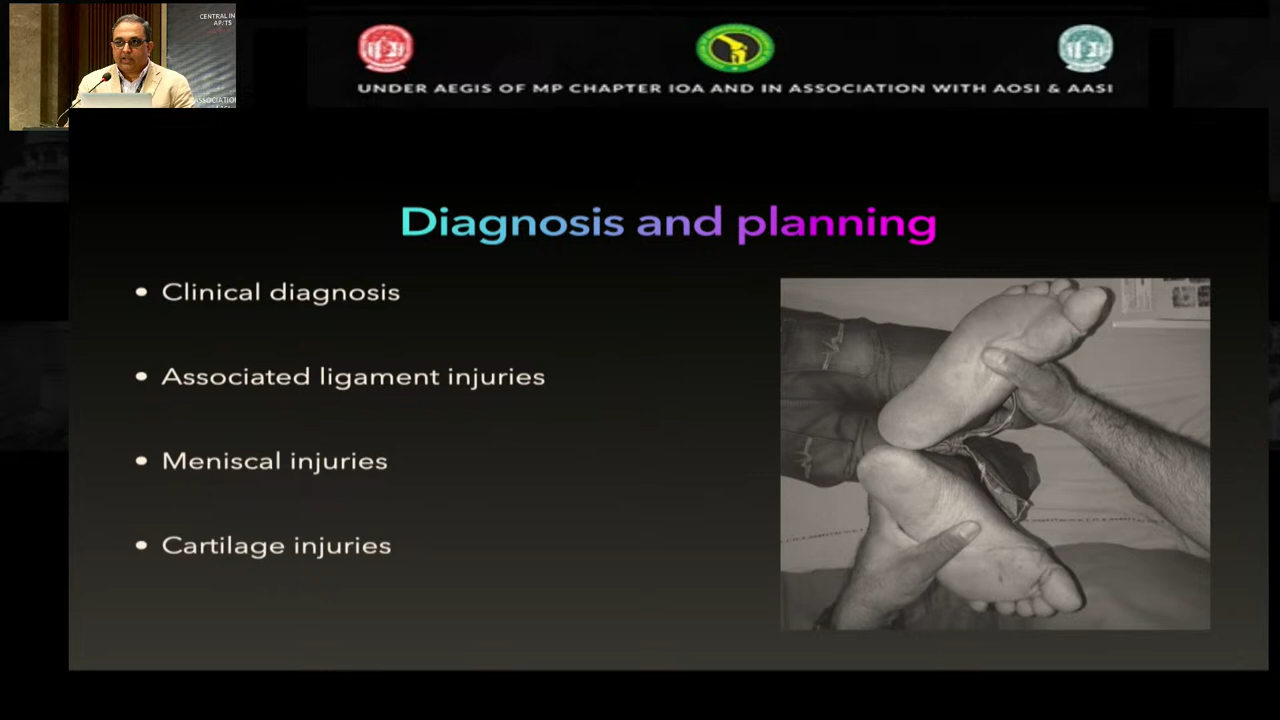 CENTRAL IN
AP/TS
ASSOCIATION
UNDER AEGIS OF MP CHAPTER IOA AND IN ASSOCIATION WITH AOSI & AASI
Diagnosis and planning
• Clinical diagnosis
• Associated ligament injuries
• Meniscal injuries
• Cartilage injuries